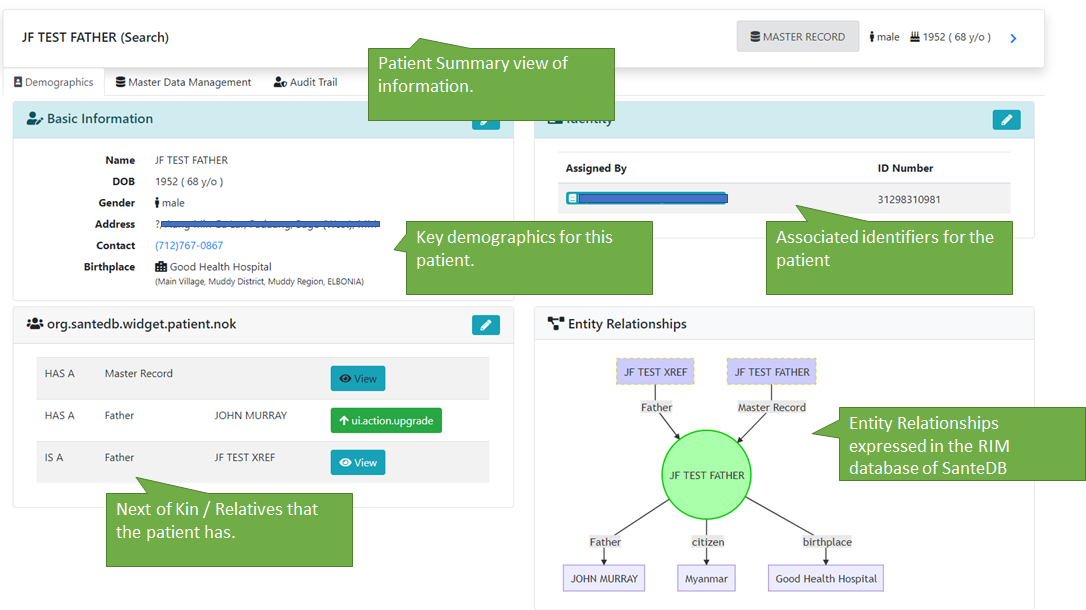 JF TEST FATHER (Search)
MASTER RECORD
male
1952 ( 68 y/o )
Patient Summary view of
information.
Demographics
Master Data Management
Audit Trail
Basic Information
Name JF TEST FATHER
DOB 1952 ( 68 y/o )
Gender male
Address ?,
Contact (712)767-0867
Birthplace Good Health Hospital
(Main Village, Muddy District, Muddy Region, ELBONIA)
Key demographics for this
patient.
Identity
Assigned By ID Number
31298310981
Associated identifiers for the
patient
org.santedb.widget.patient.nok
HAS A Master Record View
HAS A Father JOHN MURRAY ui.action.upgrade
IS A Father JF TEST XREF View
Next of Kin / Relatives that
the patient has.
Entity Relationships
JF TEST XREF
JF TEST FATHER
Father
Master Record
JF TEST FATHER
Father
citizen
birthplace
JOHN MURRAY
Myanmar
Good Health Hospital
Entity Relationships
expressed in the RIM
database of SanteDB